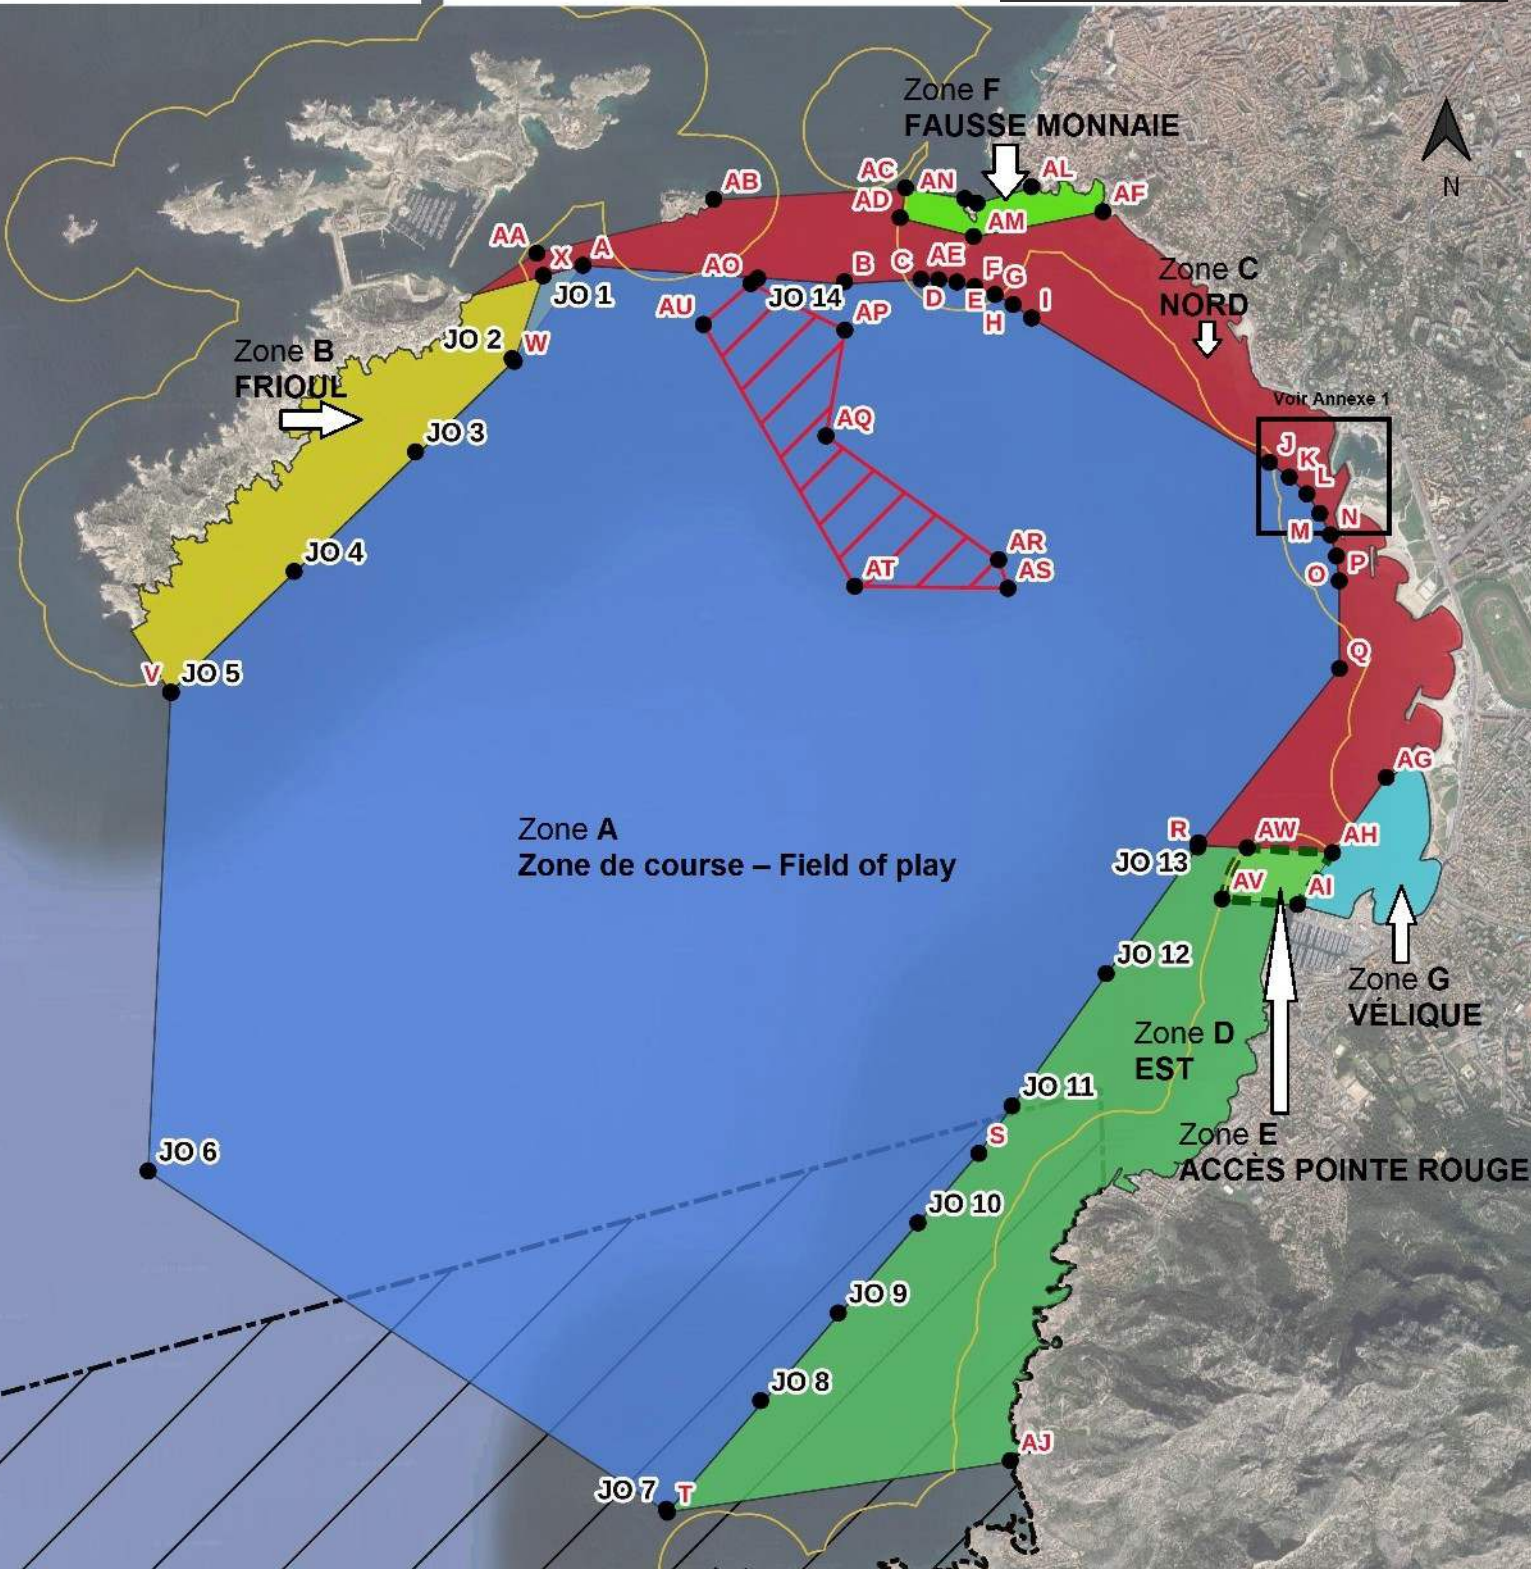 Zone F
FAUSSE MONNAIE
AC
AN
AL
AB
AD
AF
N
AM
AA
X
A
AO
B
C
AE
F
G
Zone C
NORD
JO 1
JO 14
D
E
I
AU
AP
H
JO 2
W
Zone B
FRIOUL
Voir Annexe 1
JO 3
AQ
J
K
L
N
M
JO 4
AR
P
AT
AS
O
V
JO 5
Q
AG
Zone A
Zone de course – Field of play
R
AW
AH
JO 13
AV
AI
JO 12
Zone G
VÉLIQUE
Zone D
EST
JO 11
S
Zone E
ACCÈS POINTE ROUGE
JO 6
JO 10
JO 9
JO 8
AJ
JO 7
T